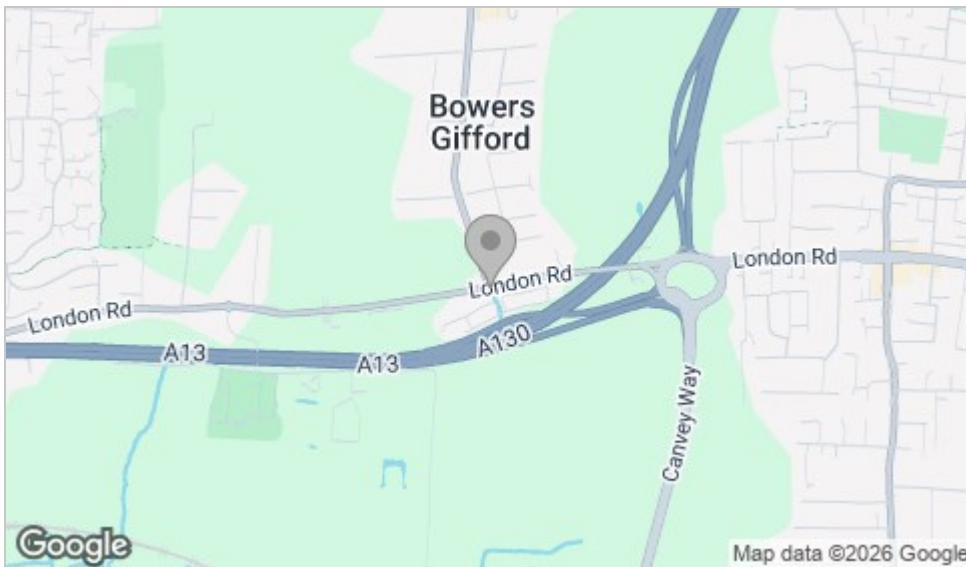 Bowers
Gifford
London Rd
London Rd
London Rd
A13
A13
A130
Canvey Way
Google
Map data ©2026 Google